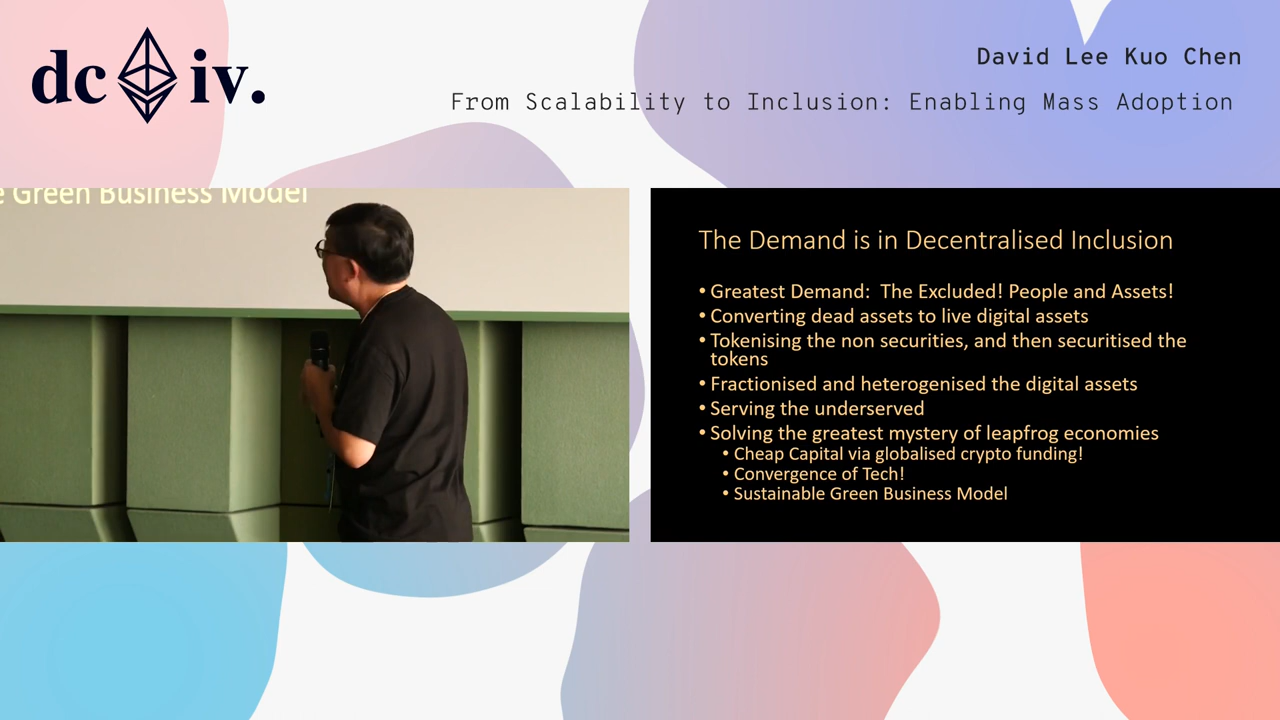 dc iv.
David Lee Kuo Chen
From Scalability to Inclusion: Enabling Mass Adoption
Green Business Model
The Demand is in Decentralised Inclusion
• Greatest Demand:  The Excluded! People and Assets!
• Converting dead assets to live digital assets
• Tokenising the non securities, and then securitised the
tokens
• Fractionised and heterogenised the digital assets
• Serving the underserved
• Solving the greatest mystery of leapfrog economies
• Cheap Capital via globalised crypto funding!
• Convergence of Tech!
• Sustainable Green Business Model